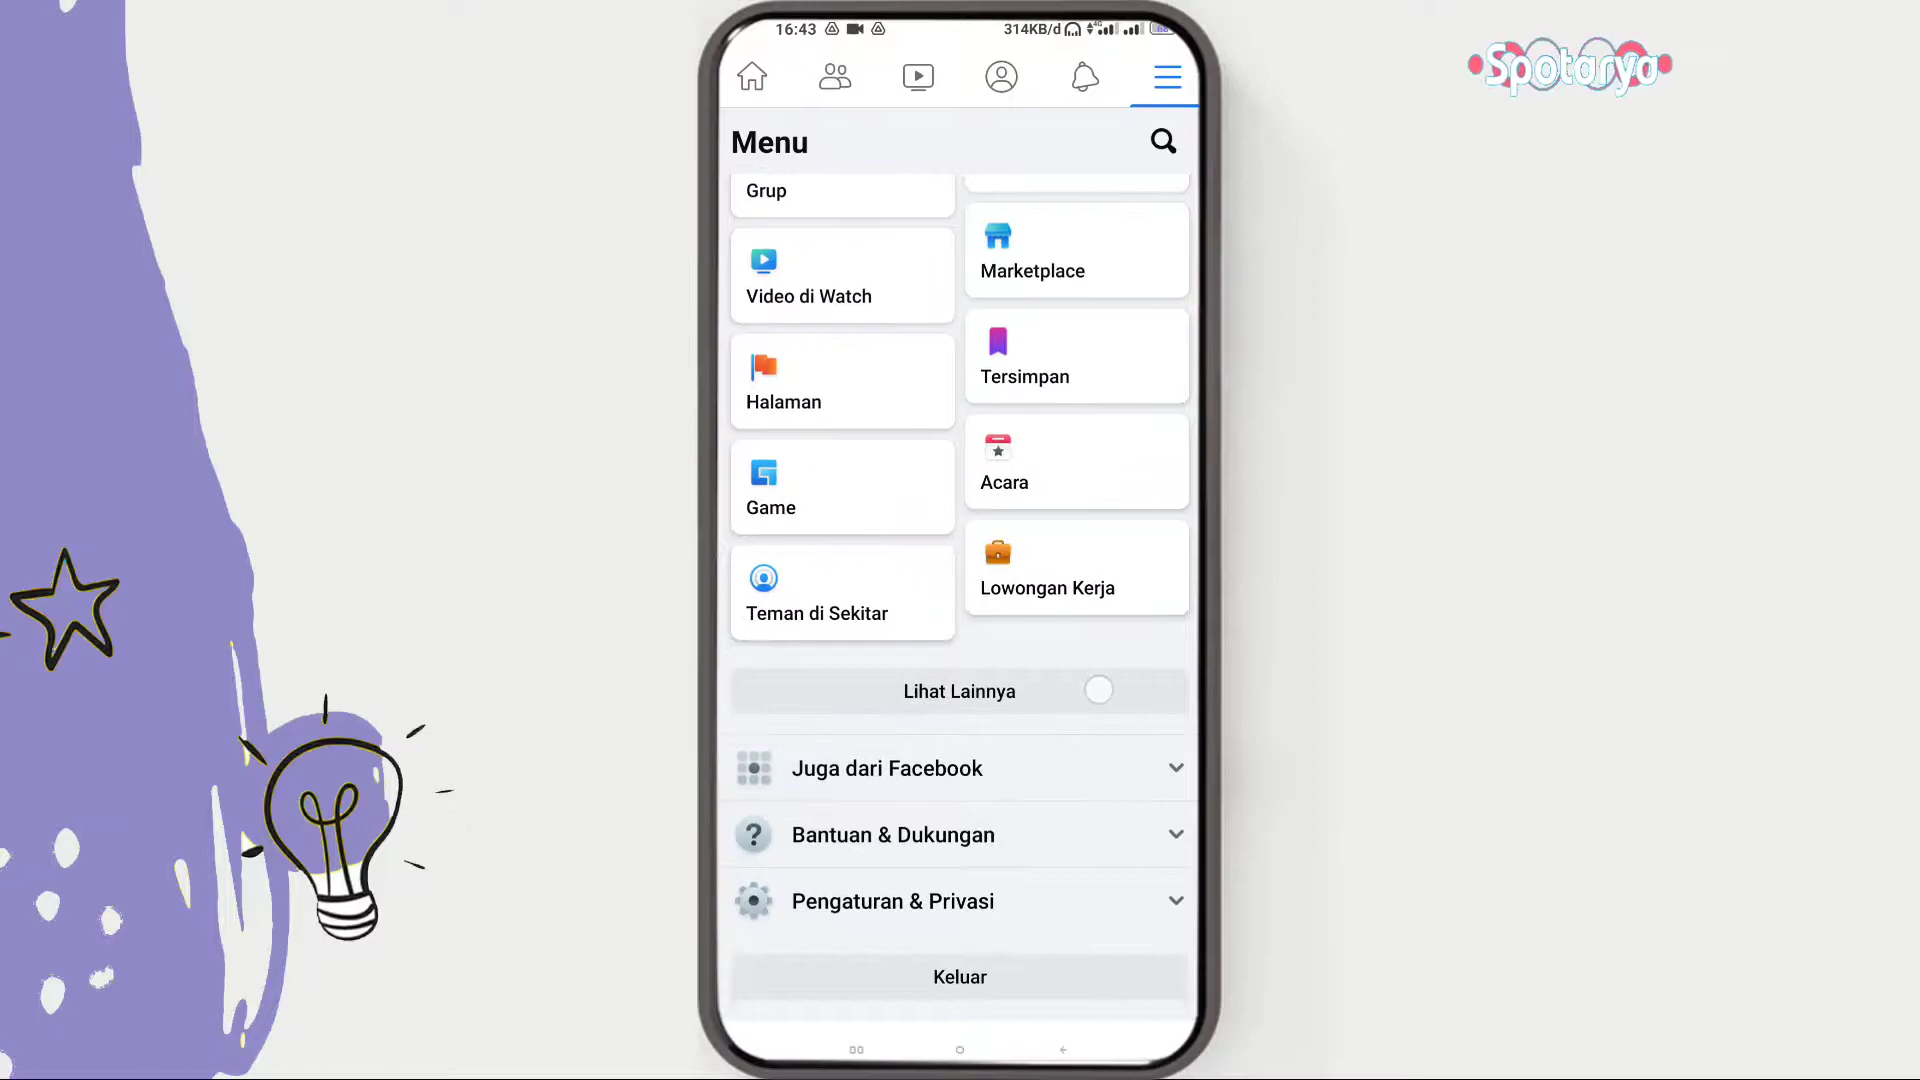 16:43
314KB/d
4G
Spotarya
Menu
Grup
Marketplace
Video di Watch
Tersimpan
Halaman
Acara
Game
Lowongan Kerja
Teman di Sekitar
Lihat Lainnya
Juga dari Facebook
Bantuan & Dukungan
Pengaturan & Privasi
Keluar